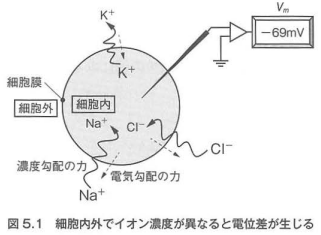 K⁺
Vm
−69mV
K⁺
細胞膜
細胞外
細胞内
Na⁺
Cl⁻
Cl⁻
濃度勾配の力
電気勾配の力
Na⁺
図 5.1 細胞内外でイオン濃度が異なると電位差が生じる